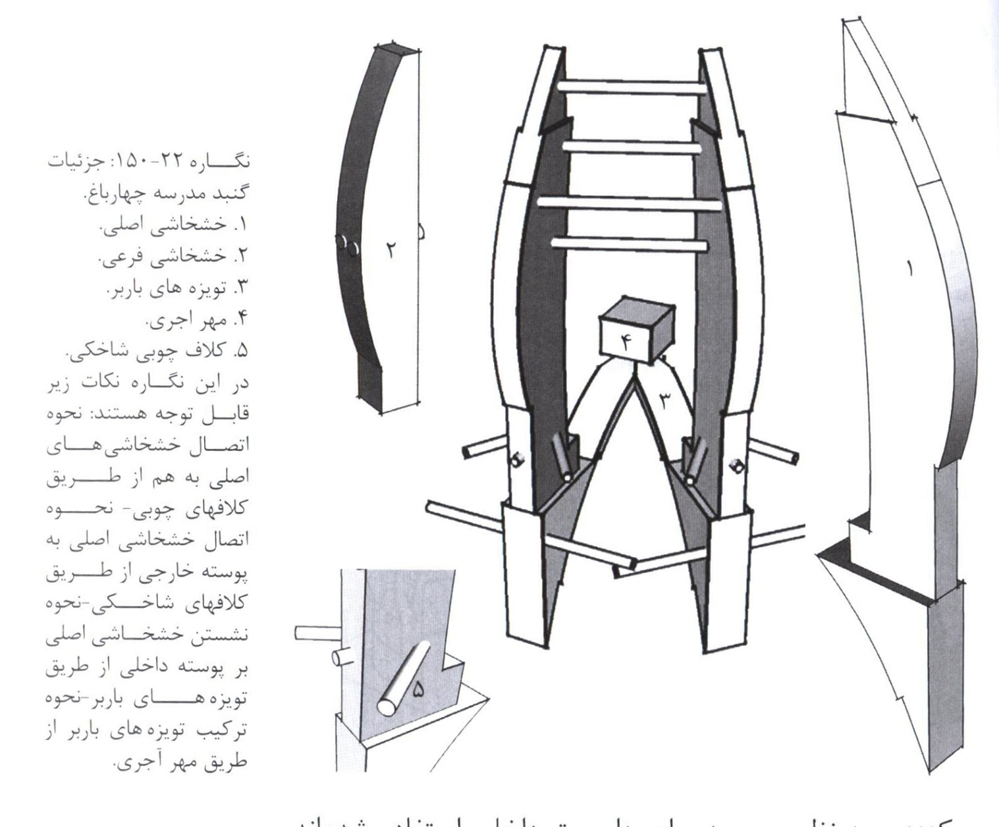 نگاره ۲۲-۱۵۰: جزئیات
گنبد مدرسه چهارباغ.
۱. خشخاشی اصلی.
۲. خشخاشی فرعی.
۳. تویزه های باربر.
۴. مهر اجری.
۵. کلاف چوبی شاخکی.
در این نگاره نکات زیر
قابل توجه هستند: نحوه
اتصال خشخاشی‌های
اصلی به هم از طریق
کلافهای چوبی- نحوه
اتصال خشخاشی اصلی به
پوسته خارجی از طریق
کلافهای شاخکی-نحوه
نشستن خشخاشی اصلی
بر پوسته داخلی از طریق
تویزه های باربر-نحوه
ترکیب تویزه‌های باربر از
طریق مهر آجری.
۲
۴
۳
۱
۵